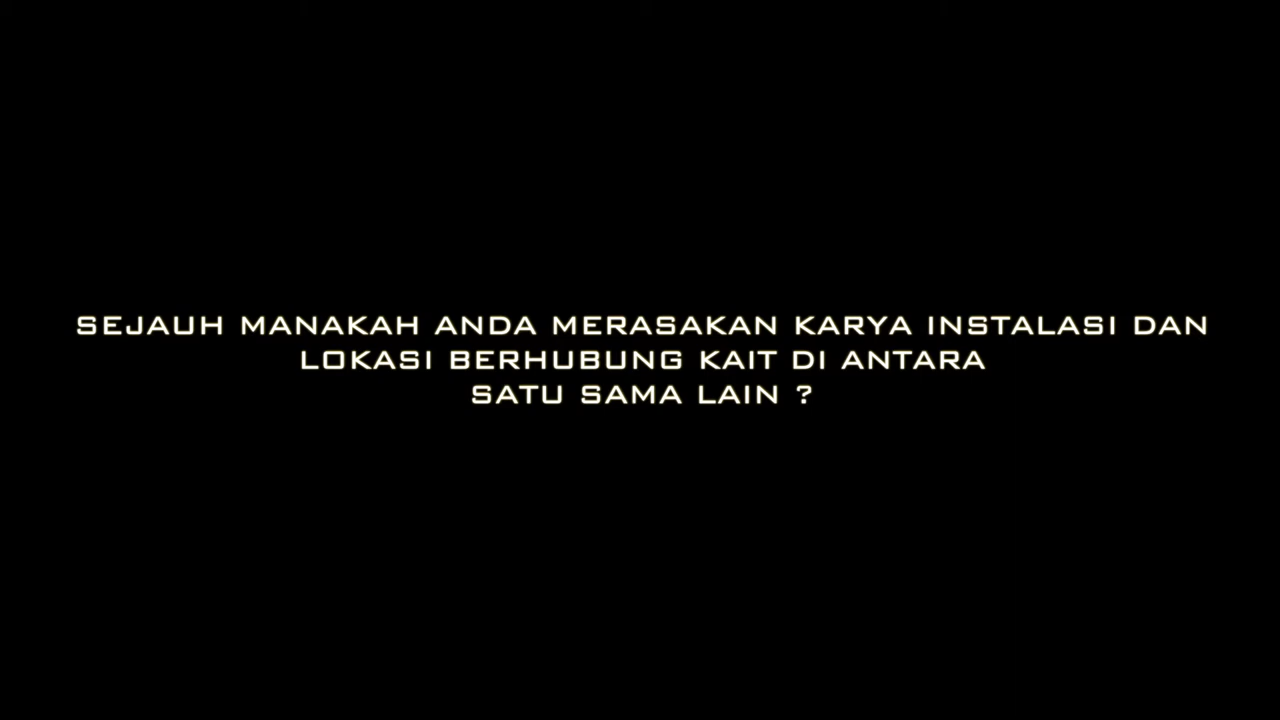 SEJAUH MANAKAH ANDA MERASAKAN KARYA INSTALASI DAN
LOKASI BERHUBUNG KAIT DI ANTARA
SATU SAMA LAIN ?